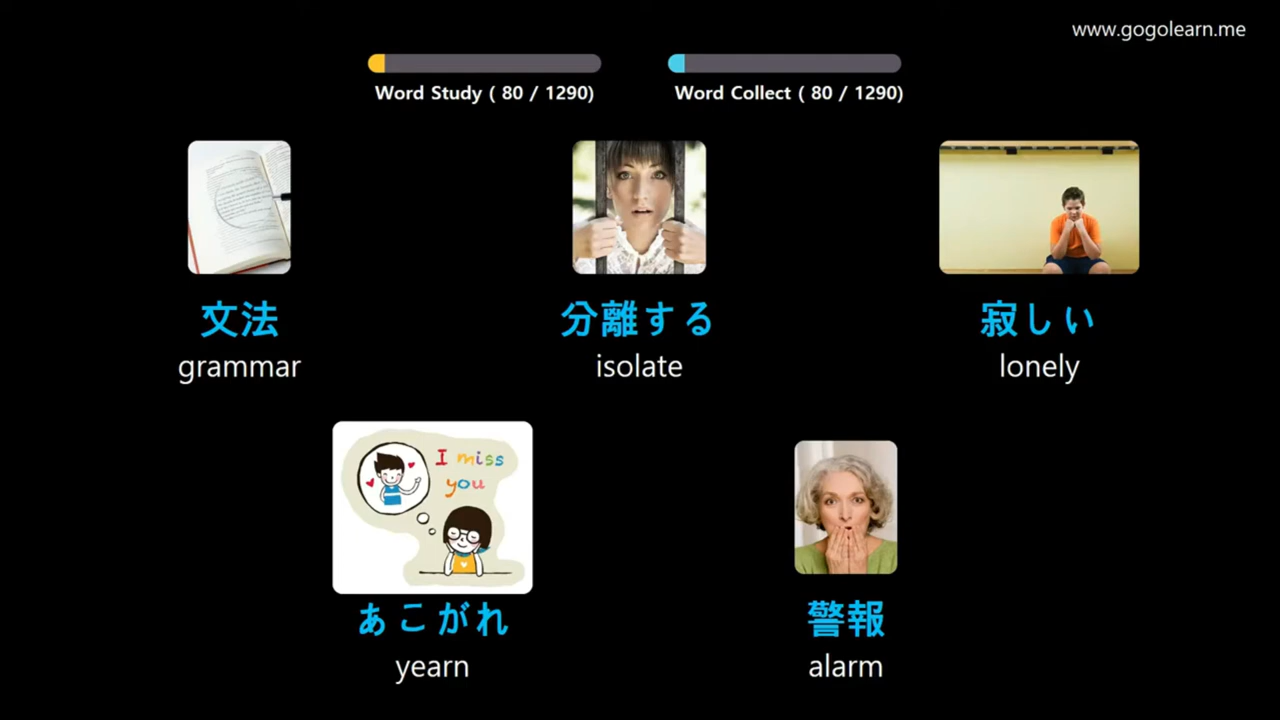 www.gogolearn.me
Word Study ( 80 / 1290)
Word Collect ( 80 / 1290)
文法
grammar
分離する
isolate
寂しい
lonely
I miss
you
あこがれ
yearn
警報
alarm